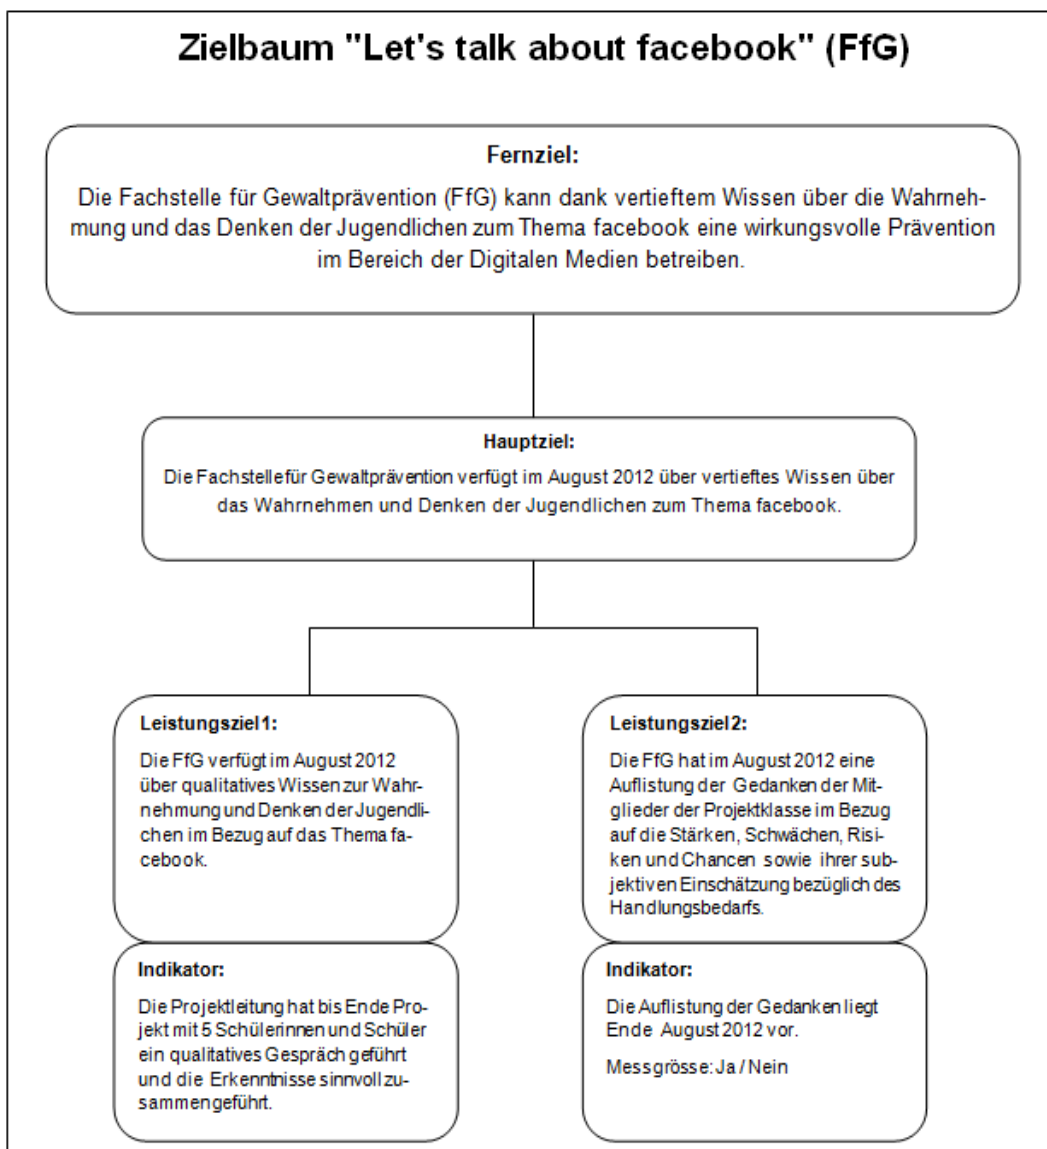 Zielbaum "Let's talk about facebook" (FfG)
Fernziel:
Die Fachstelle für Gewaltprävention (FfG) kann dank vertieftem Wissen über die Wahrneh-
mung und das Denken der Jugendlichen zum Thema facebook eine wirkungsvolle Prävention
im Bereich der Digitalen Medien betreiben.
Hauptziel:
Die Fachstelle für Gewaltprävention verfügt im August 2012 über vertieftes Wissen über
das Wahrnehmen und Denken der Jugendlichen zum Thema facebook.
Leistungsziel 1:
Die FfG verfügt im August 2012
über qualitatives Wissen zur Wahr-
nehmung und Denken der Jugendli-
chen im Bezug auf das Thema fa-
cebook.
Indikator:
Die Projektleitung hat bis Ende Pro-
jekt mit 5 Schülerinnen und Schüler
ein qualitatives Gespräch geführt
und die Erkenntnisse sinnvoll zu-
sammengeführt.
Leistungsziel 2:
Die FfG hat im August 2012 eine
Auflistung der Gedanken der Mit-
glieder der Projektklasse im Bezug
auf die Stärken, Schwächen, Risi-
ken und Chancen sowie ihrer sub-
jektiven Einschätzung bezüglich des
Handlungsbedarfs.
Indikator:
Die Auflistung der Gedanken liegt
Ende August 2012 vor.
Messgrösse: Ja / Nein